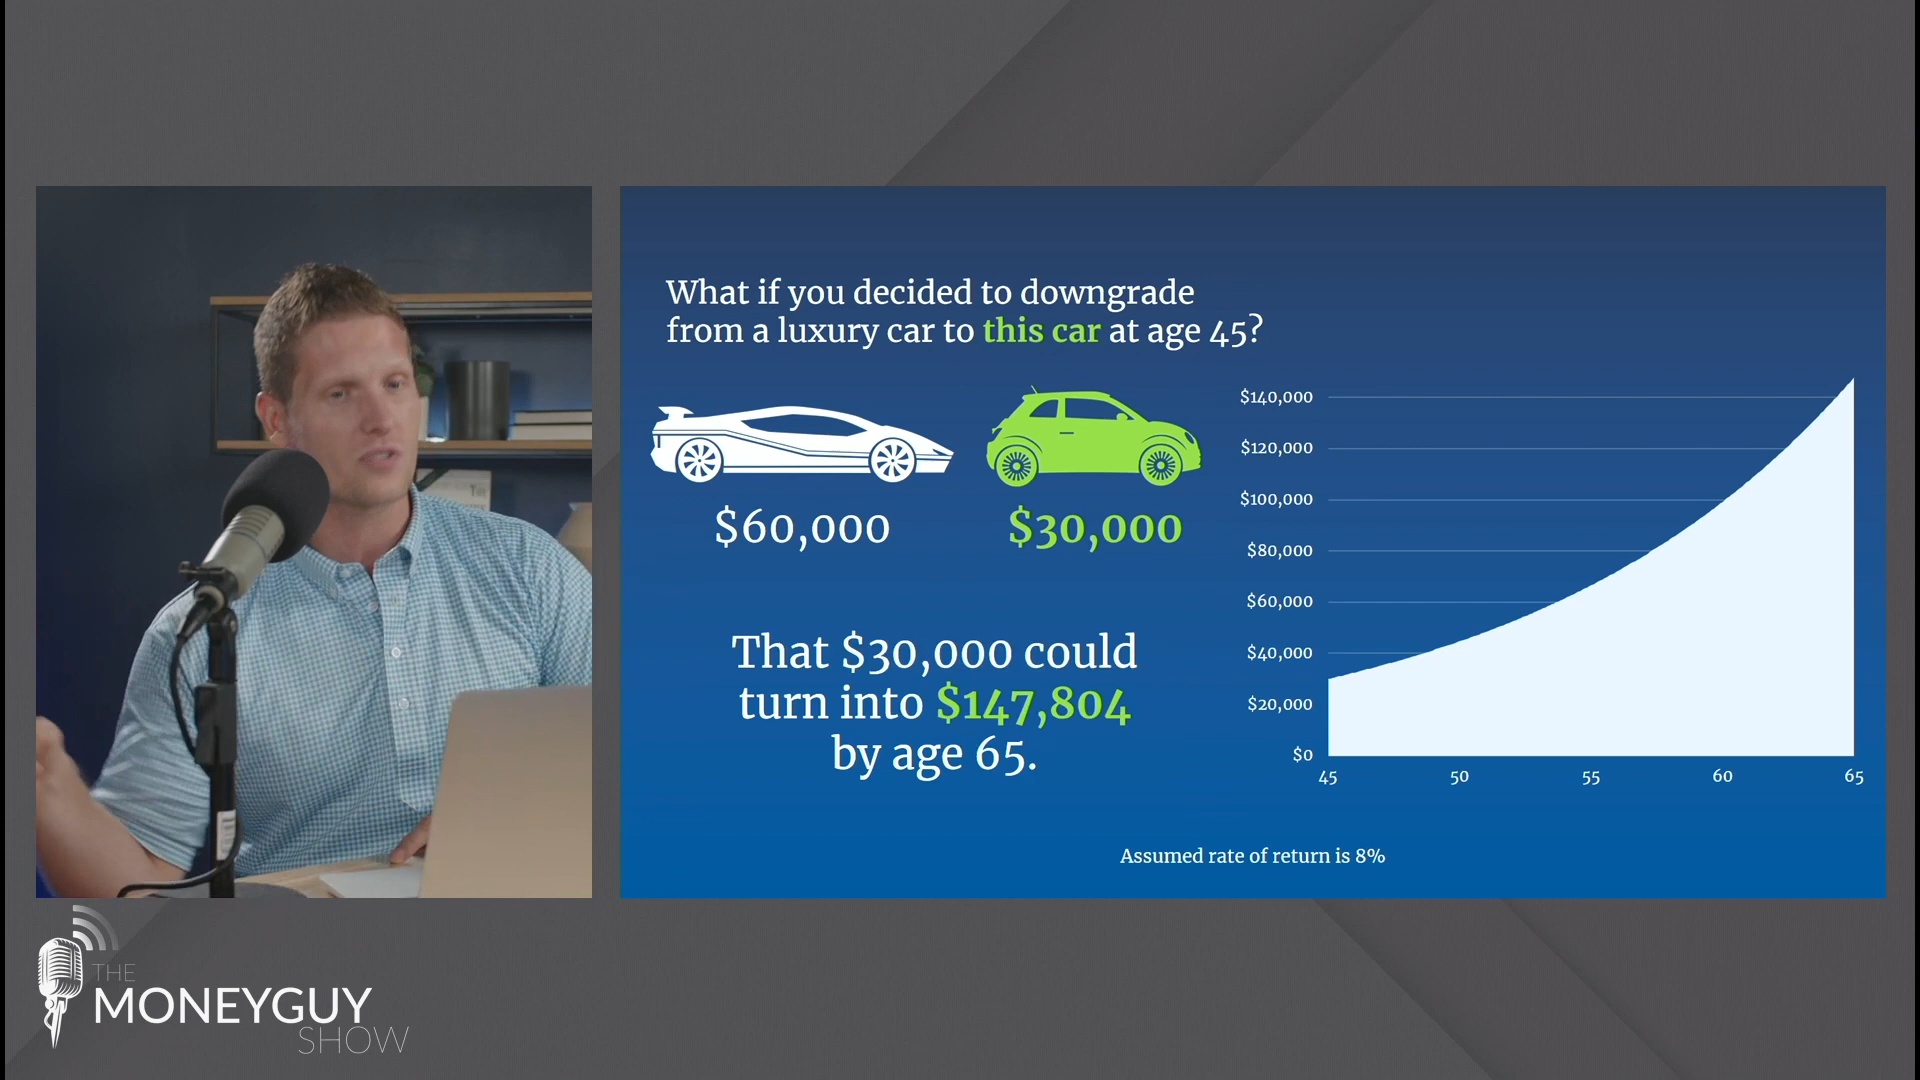 What if you decided to downgrade
from a luxury car to this car at age 45?
$60,000
$30,000
That $30,000 could
turn into $147,804
by age 65.
$140,000
$120,000
$100,000
$80,000
$60,000
$40,000
$20,000
$0
45
50
55
60
65
Assumed rate of return is 8%
THE
MONEYGUY
SHOW